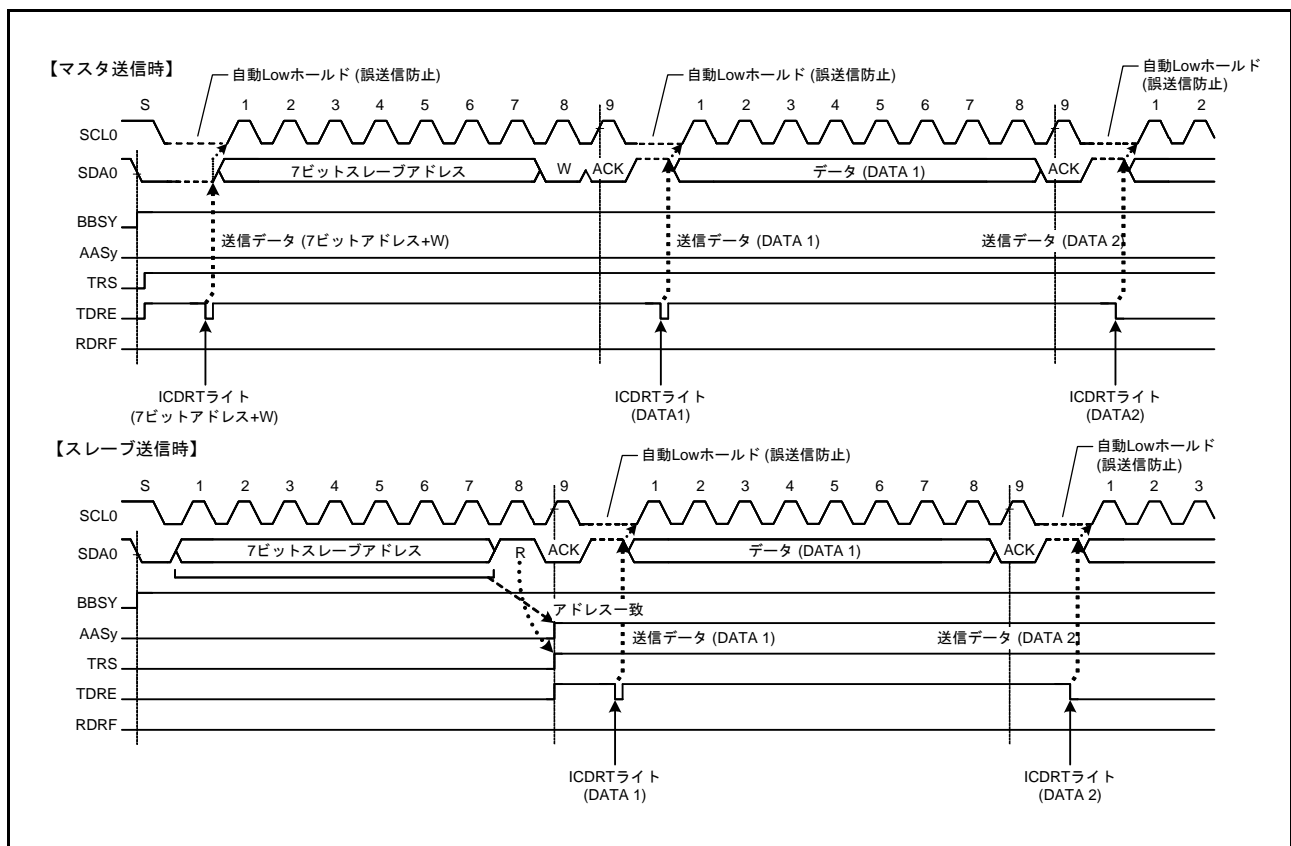 【マスタ送信時】
自動Lowホールド (誤送信防止)
自動Lowホールド (誤送信防止)
自動Lowホールド
(誤送信防止)
S 1 2 3 4 5 6 7 8 9 1 2 3 4 5 6 7 8 9 1 2
SCL0
SDA0 7ビットスレーブアドレス W ACK データ (DATA 1) ACK
BBSY
送信データ (7ビットアドレス+W) 送信データ (DATA 1) 送信データ (DATA 2)
AASy
TRS
TDRE
RDRF
ICDRTライト
(7ビットアドレス+W)
ICDRTライト
(DATA1)
ICDRTライト
(DATA2)
【スレーブ送信時】
自動Lowホールド (誤送信防止)
自動Lowホールド
(誤送信防止)
S 1 2 3 4 5 6 7 8 9 1 2 3 4 5 6 7 8 9 1 2 3
SCL0
SDA0 7ビットスレーブアドレス R ACK データ (DATA 1) ACK
BBSY
アドレス一致
AASy
送信データ (DATA 1) 送信データ (DATA 2)
TRS
TDRE
RDRF
ICDRTライト
(DATA 1)
ICDRTライト
(DATA 2)